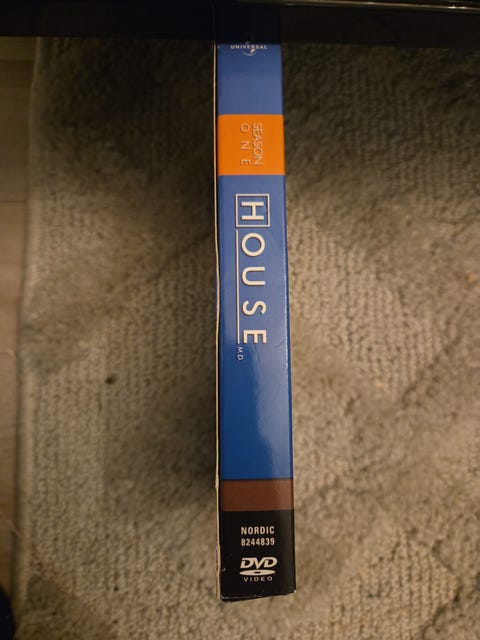 UNIVERSAL
SEASON
ONE
HOUSE
M.D.
NORDIC
8244839
DVD
VIDEO